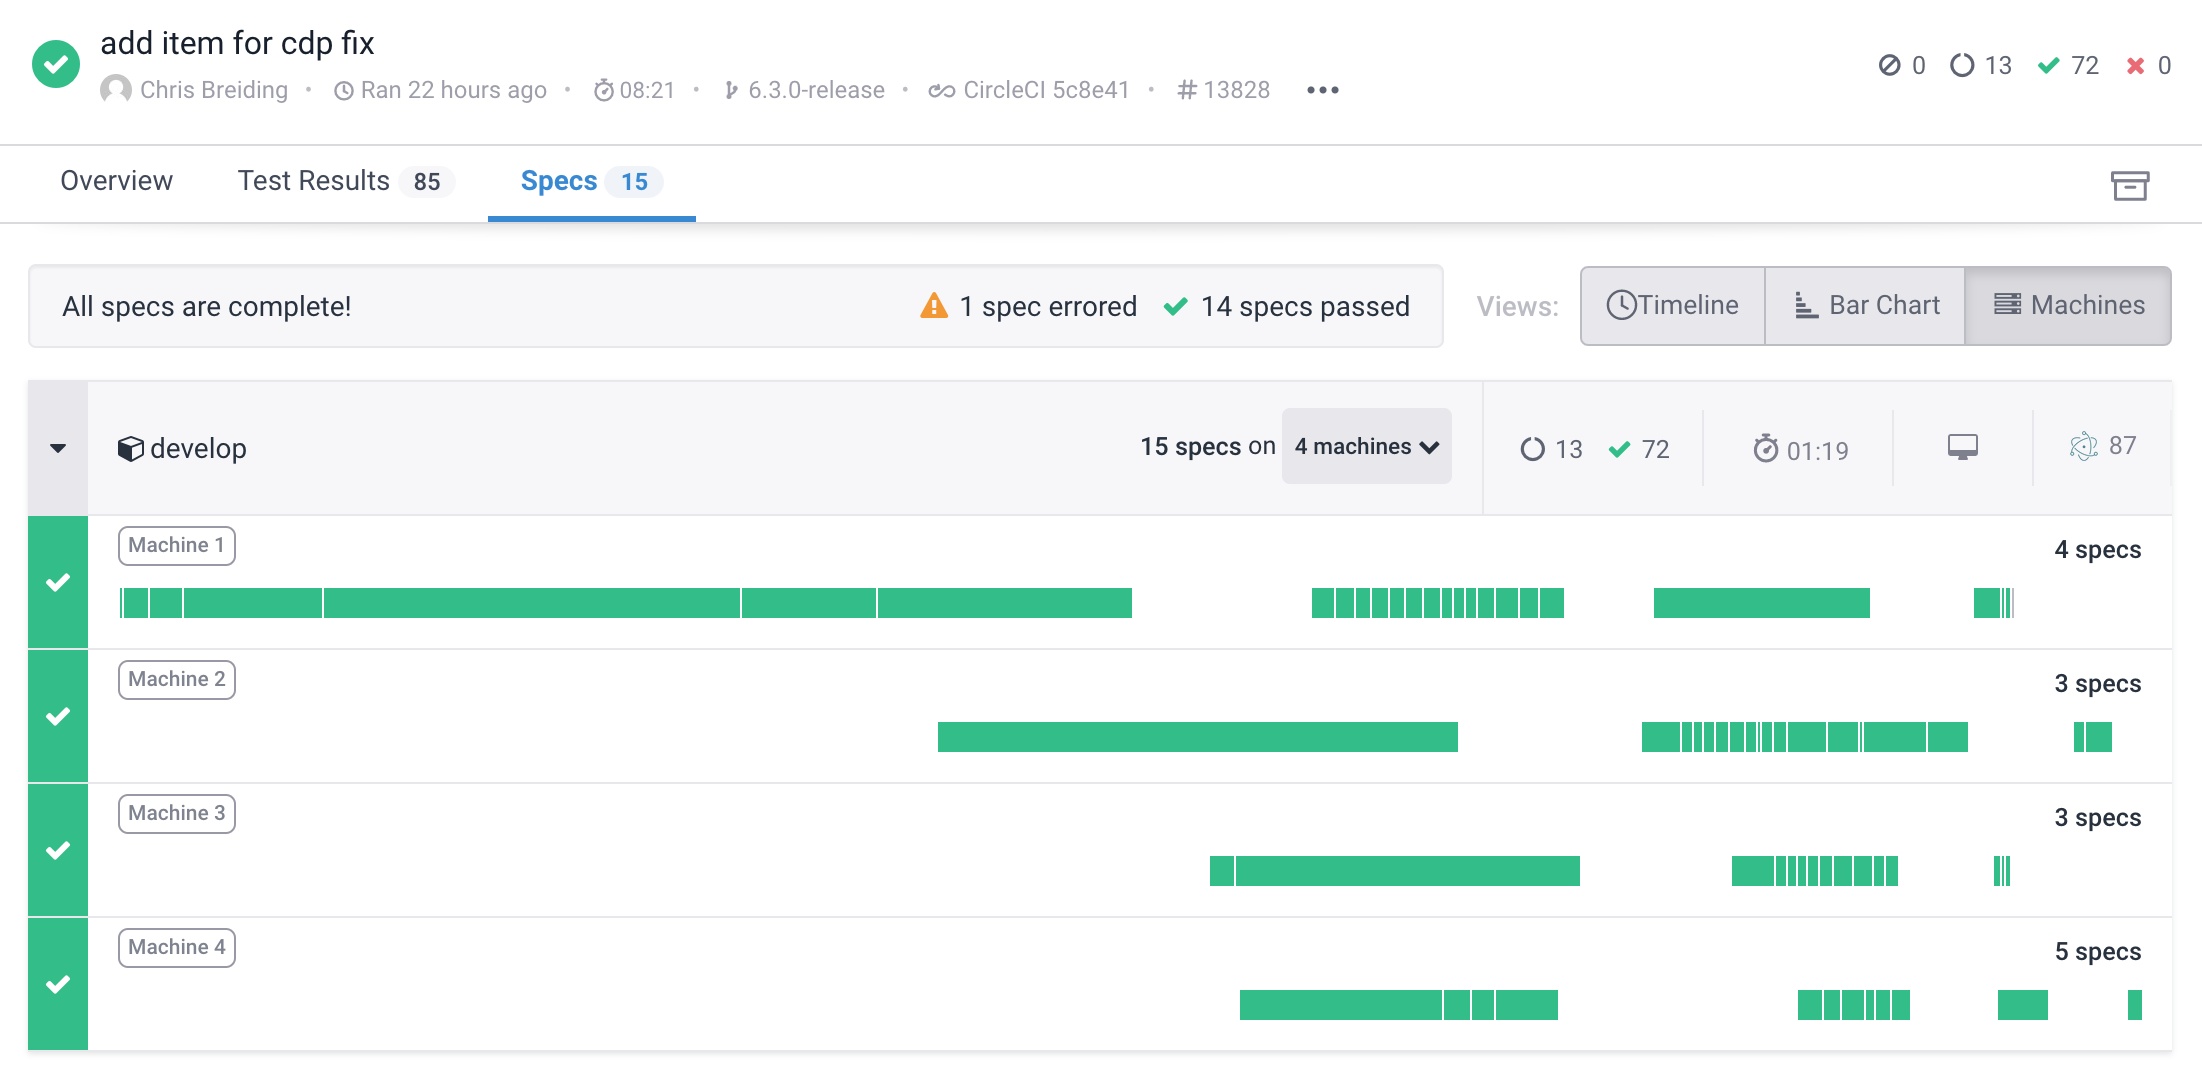 add item for cdp fix
Chris Breiding • Ran 22 hours ago • 08:21 • 6.3.0-release • CircleCI 5c8e41 • # 13828 •••
0 13 72 0
Overview Test Results 85 Specs 15
All specs are complete! 1 spec errored 14 specs passed Views: Timeline Bar Chart Machines
develop 15 specs on 4 machines 13 72 01:19 87
Machine 1 4 specs
Machine 2 3 specs
Machine 3 3 specs
Machine 4 5 specs